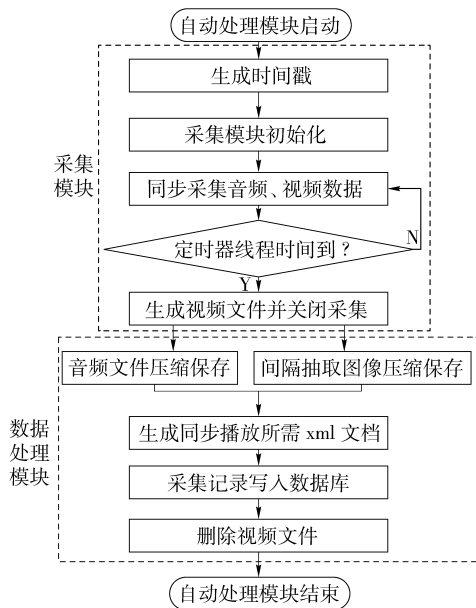 自动处理模块启动
生成时间戳
采集模块初始化
采集
模块
同步采集音频、视频数据
定时器线程时间到?
N
Y
生成视频文件并关闭采集
音频文件压缩保存
间隔抽取图像压缩保存
数据
处理
模块
生成同步播放所需 xml 文档
采集记录写入数据库
删除视频文件
自动处理模块结束